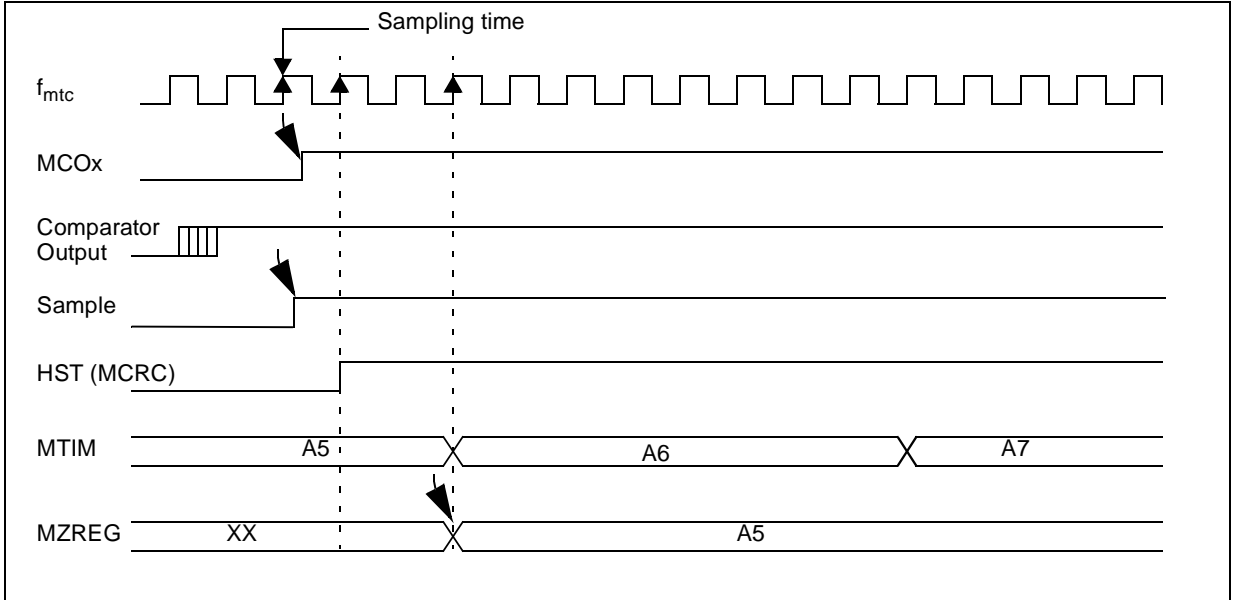 Sampling time
fmtc
MCOx
Comparator
Output
Sample
HST (MCRC)
MTIM
A5
A6
A7
MZREG
XX
A5